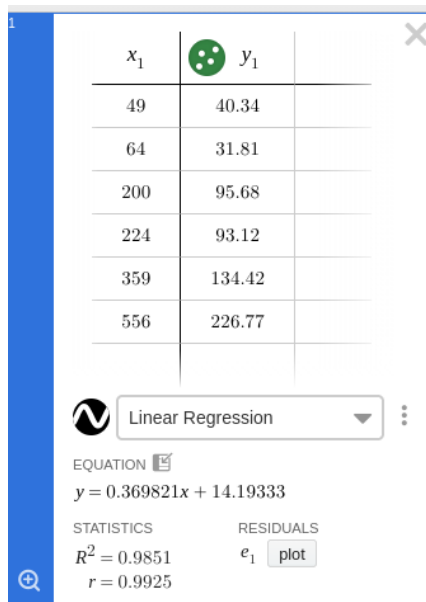 1
x₁ y₁
49 40.34
64 31.81
200 95.68
224 93.12
359 134.42
556 226.77
Linear Regression
EQUATION
y = 0.369821x + 14.19333
STATISTICS RESIDUALS
R² = 0.9851 e₁ plot
r = 0.9925